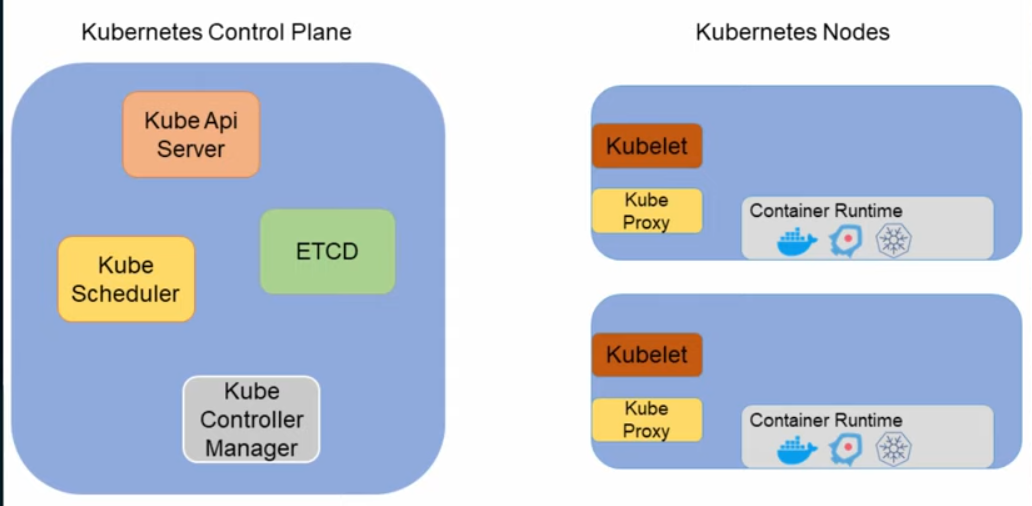 Kubernetes Control Plane
Kube Api
Server
ETCD
Kube
Scheduler
Kube
Controller
Manager
Kubernetes Nodes
Kubelet
Kube
Proxy
Container Runtime
Kubelet
Kube
Proxy
Container Runtime